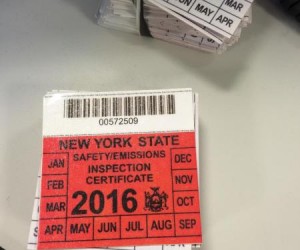 MAR
UN MAY APR
00572509
NEW YORK STATE
SAFETY/EMISSIONS
INSPECTION
CERTIFICATE
2016
JAN DEC
FEB NOV
MAR OCT
APR MAY JUN JUL AUG SEP